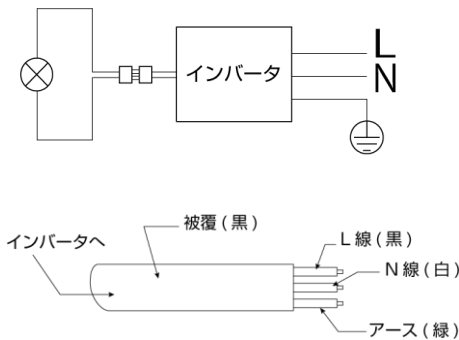 インバータ
L
N
被覆(黒)
インバータへ
L線(黒)
N線(白)
アース(緑)